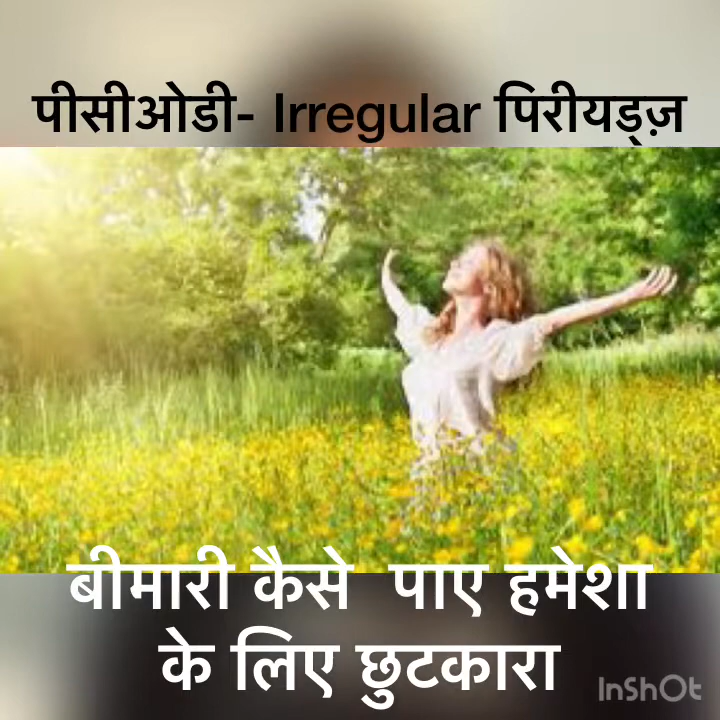 पीसीओडी- Irregular पिरीयड्ज़
बीमारी कैसे पाए हमेशा
के लिए छुटकारा
InShOt